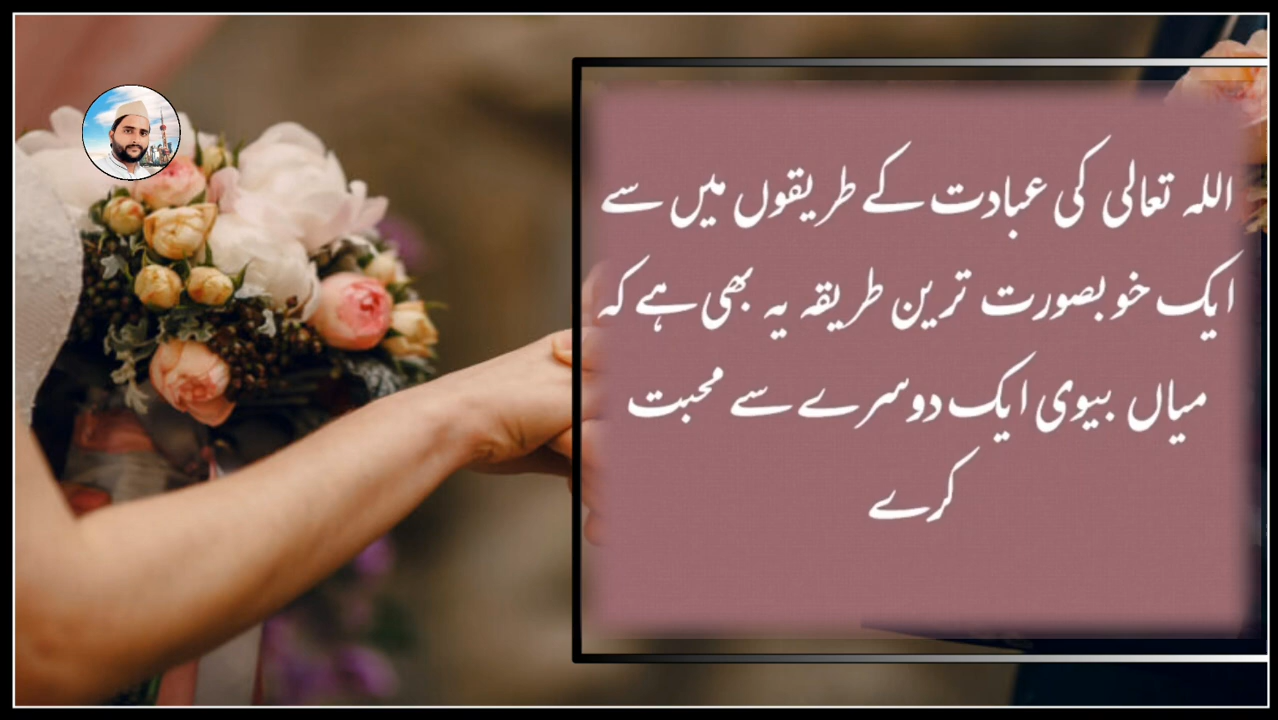 اللہ تعالی کی عبادت کے طریقوں میں سے
ایک خوبصورت ترین طریقہ یہ بھی ہے کہ
میاں بیوی ایک دوسرے سے محبت
کرے